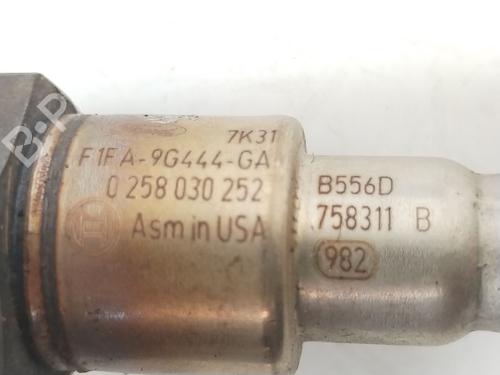 7K31
F1FA-9G444-GA
0 258 030 252
Asm in USA
B556D
758311 B
982
B-P